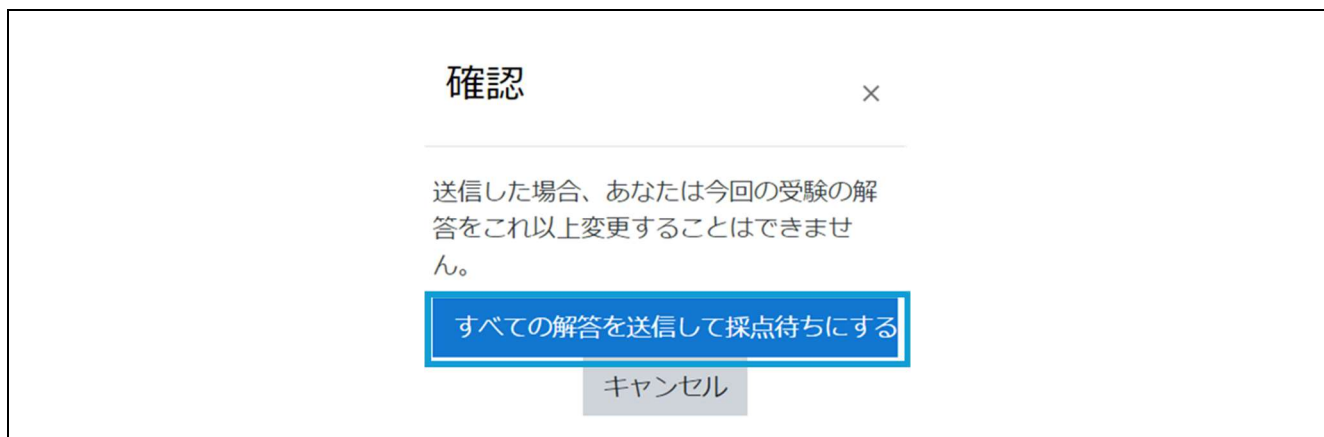 確認
×
送信した場合、あなたは今回の受験の解
答をこれ以上変更することはできませ
ん。
すべての解答を送信して採点待ちにする
キャンセル